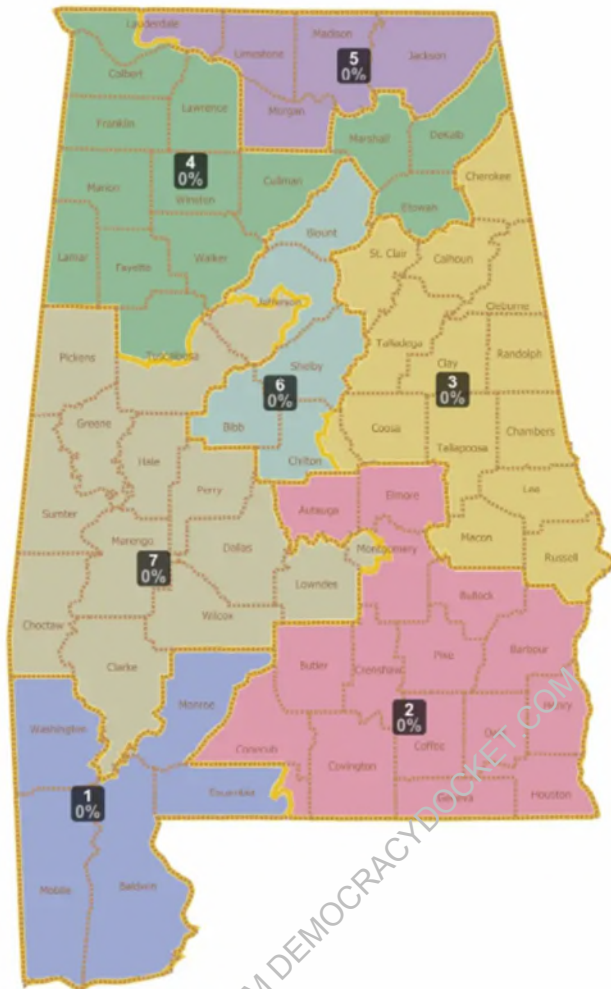 Lauderdale
Limestone
Madison
Jackson
5
0%
Colbert
Lawrence
Franklin
Morgan
Marshall
DeKalb
4
0%
Marion
Winston
Cullman
Cherokee
Etowah
Blount
Lamar
Fayette
Walker
St. Clair
Calhoun
Jefferson
Cleburne
Tuscaloosa
Talladega
Pickens
Shelby
Clay
Randolph
6
0%
3
0%
Greene
Bibb
Coosa
Tallapoosa
Chambers
Hale
Chilton
Perry
Lee
Sumter
Autauga
Elmore
Marengo
Dallas
Montgomery
Macon
Russell
7
0%
Lowndes
Bullock
Choctaw
Wilcox
Clarke
Butler
Crenshaw
Pike
Barbour
Washington
Monroe
2
0%
Henry
Conecuh
Covington
Coffee
1
0%
Escambia
Geneva
Houston
Mobile
Baldwin
M DEMOCRACYDOCKET.COM